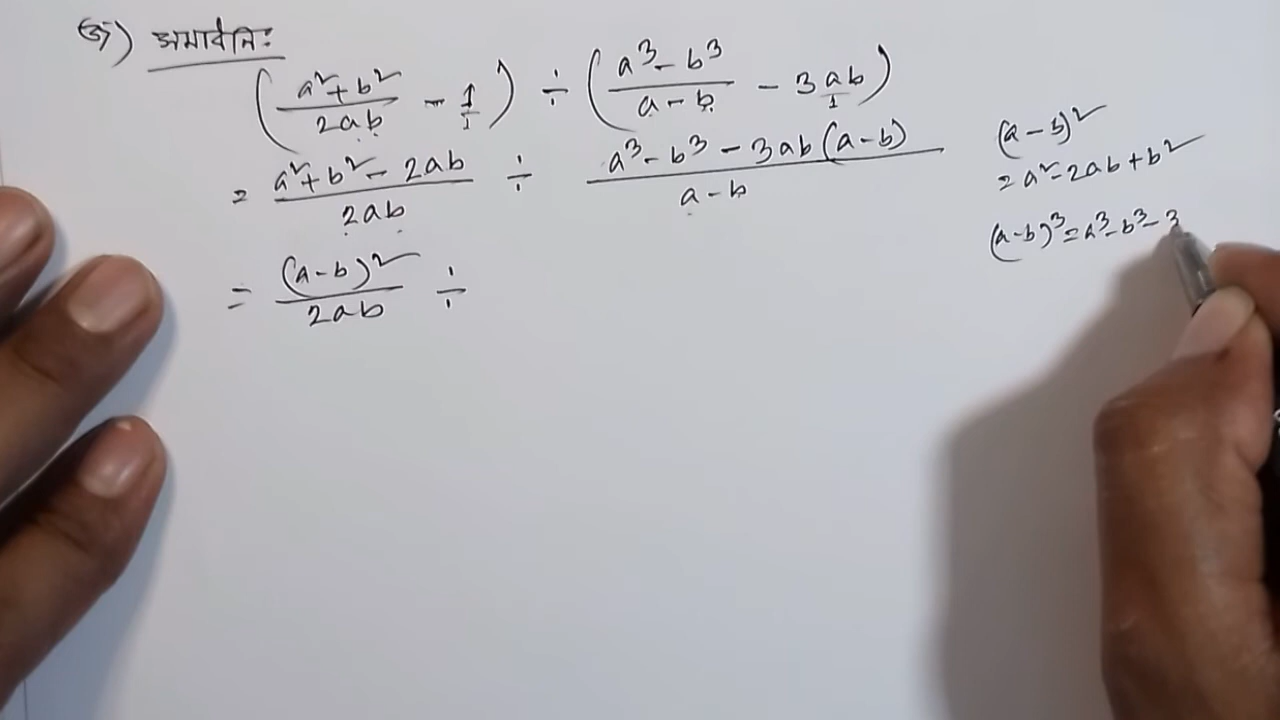 জ) সমাধানঃ
(a²+b²/2ab - 1/1) ÷ (a³-b³/a-b - 3ab/1)
= a²+b²-2ab/2ab ÷ a³-b³-3ab(a-b)/a-b
= (a-b)²/2ab ÷
(a-b)²
= a²-2ab+b²
(a-b)³=a³-b³-3